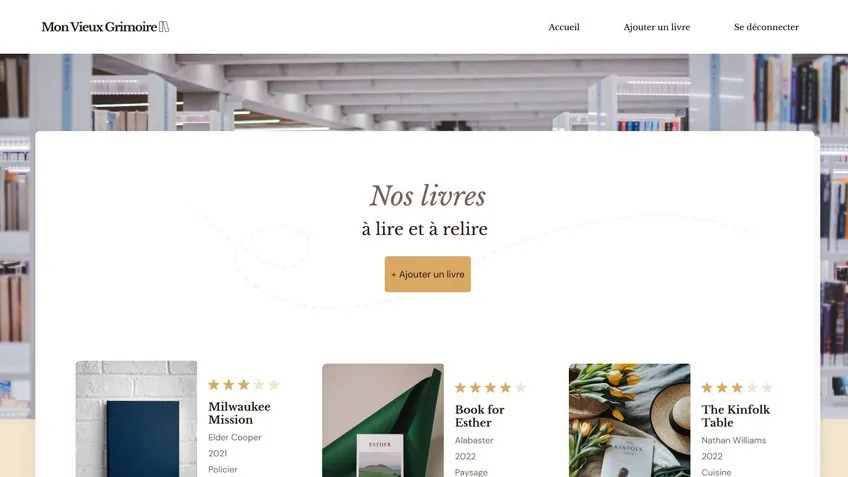 Mon Vieux Grimoire
Accueil
Ajouter un livre
Se déconnecter
Nos livres
à lire et à relire
+ Ajouter un livre
Milwaukee
Mission
Elder Cooper
2021
Policier
ESTHER
Book for
Esther
Alabaster
2022
Paysage
KINFOLK
The Kinfolk
Table
Nathan Williams
2022
Cuisine